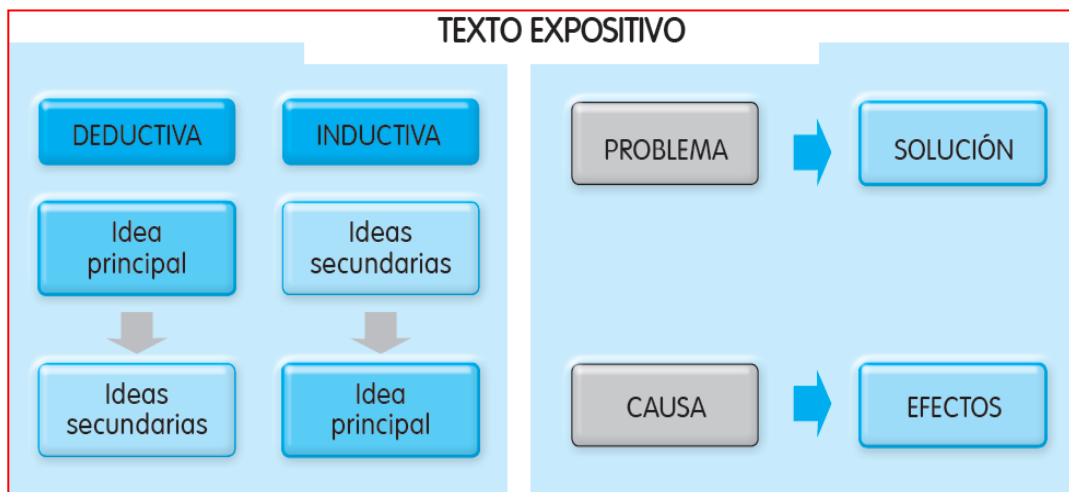 TEXTO EXPOSITIVO
DEDUCTIVA
Idea
principal
Ideas
secundarias
INDUCTIVA
Ideas
secundarias
Idea
principal
PROBLEMA
SOLUCIÓN
CAUSA
EFECTOS